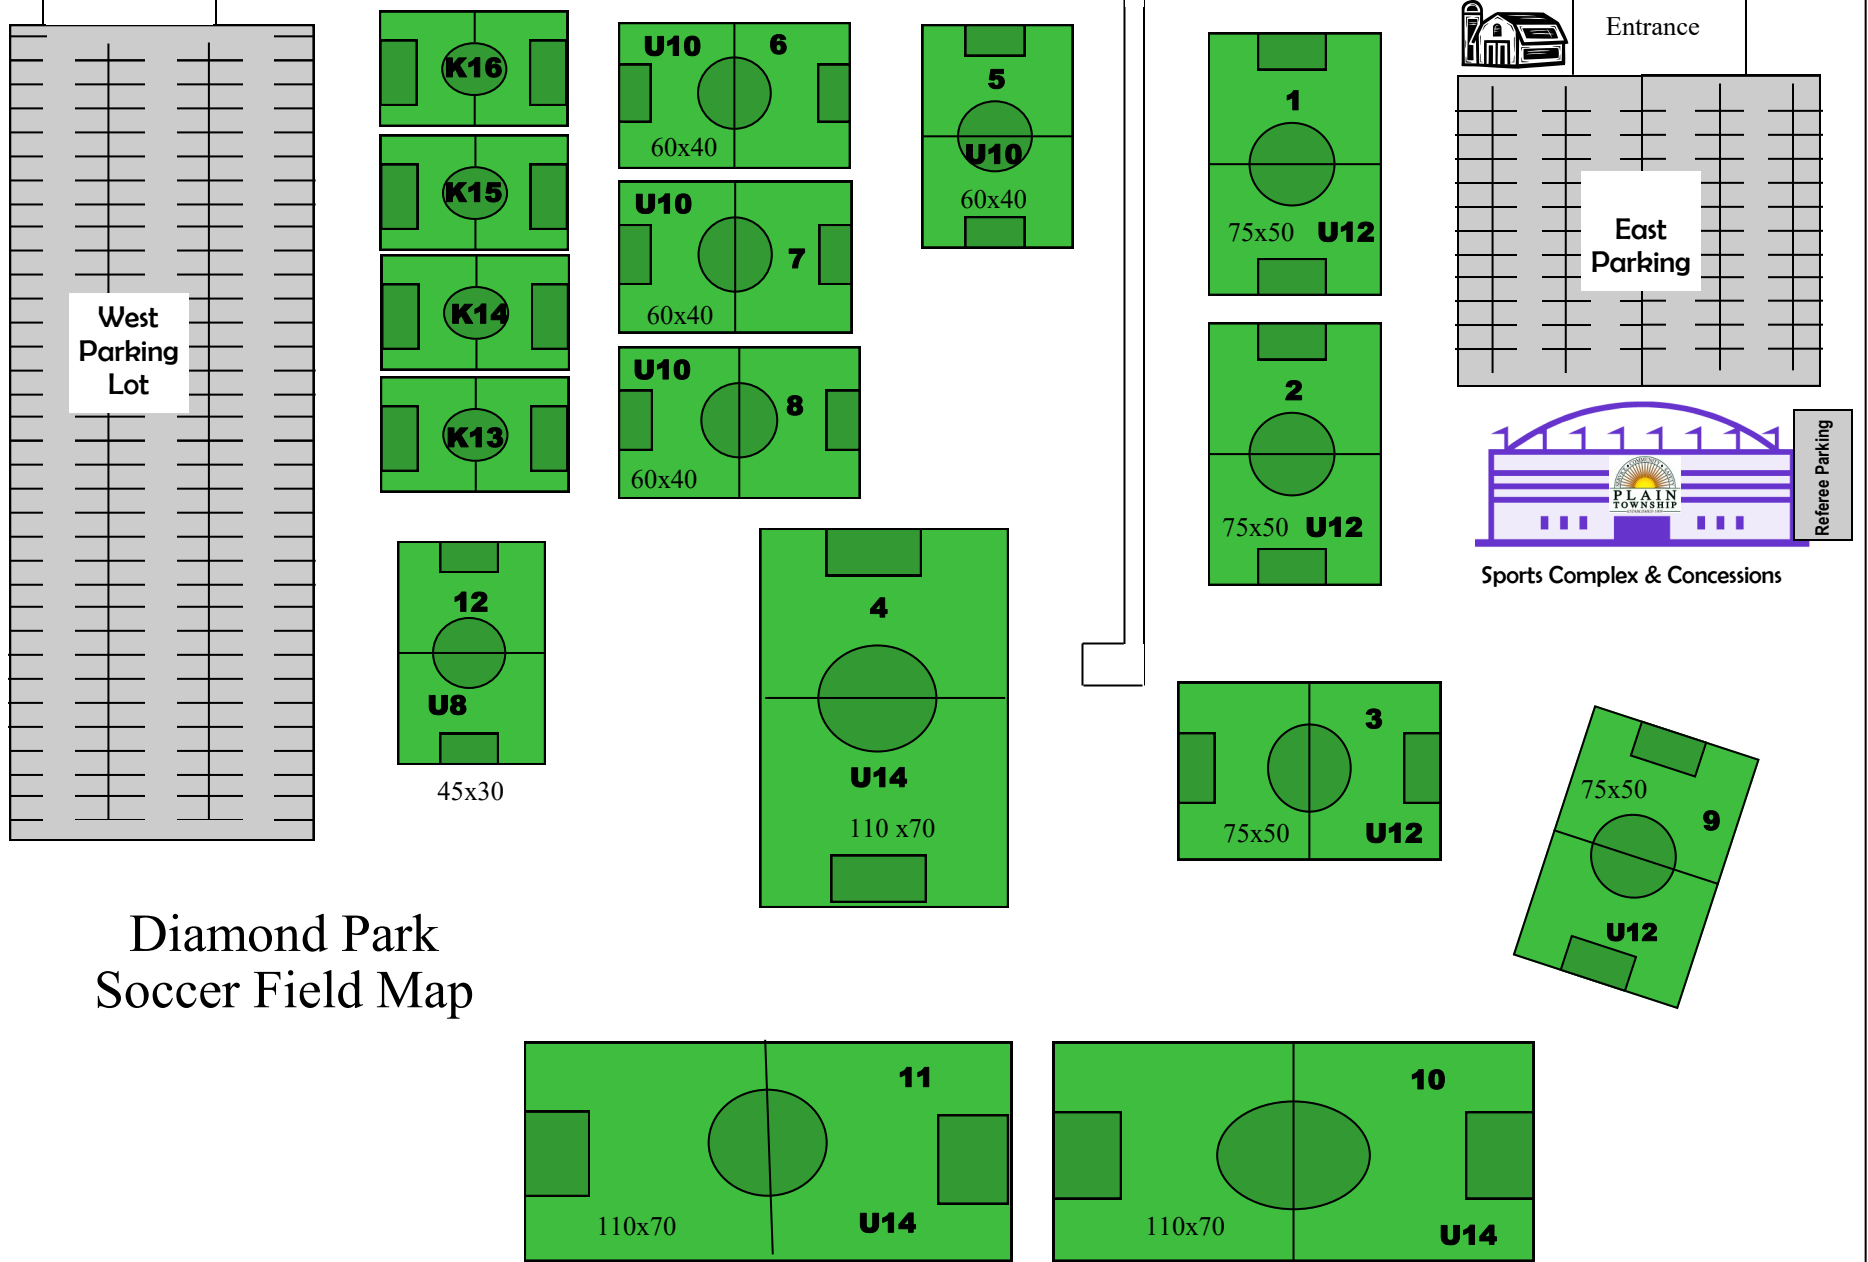 Entrance
K16
U10
6
60x40
5
U10
60x40
1
75x50 U12
K15
U10
7
60x40
East
Parking
West
Parking
Lot
K14
U10
8
60x40
K13
2
75x50 U12
Referee Parking
PLAIN
TOWNSHIP
Sports Complex & Concessions
12
U8
45x30
4
U14
110 x70
3
75x50 U12
75x50
9
U12
Diamond Park
Soccer Field Map
11
110x70 U14
10
110x70 U14